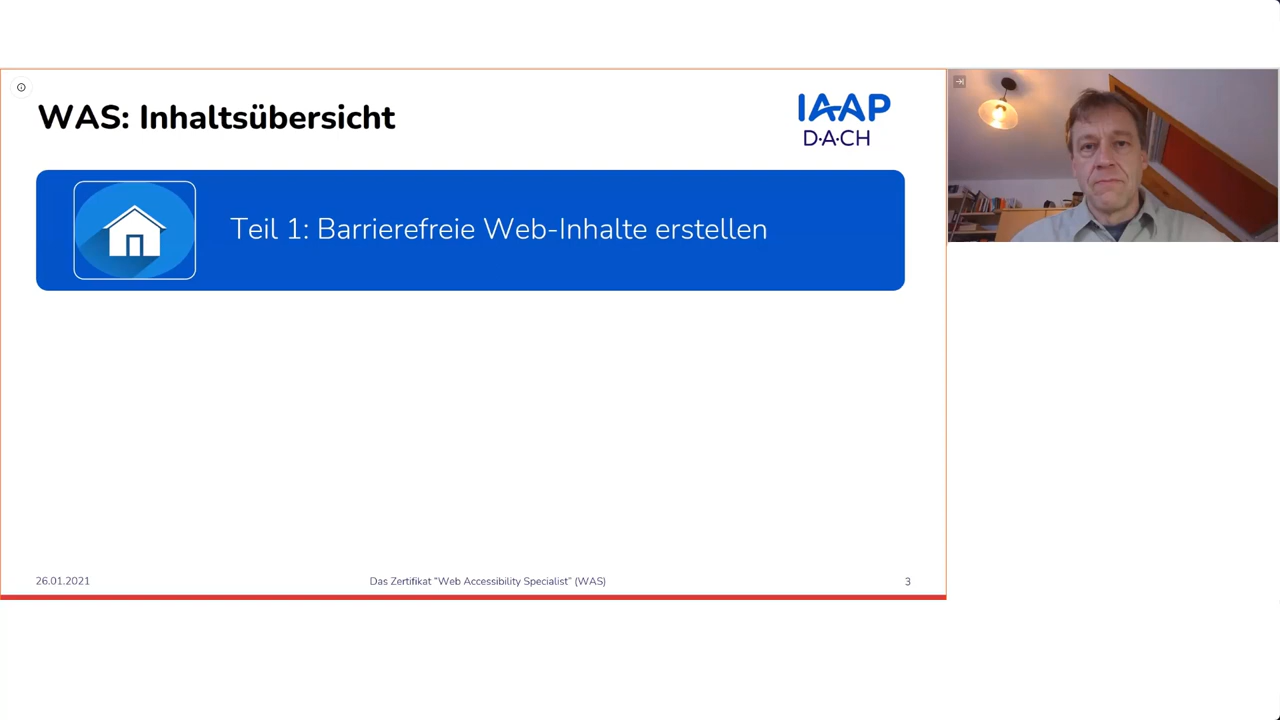 WAS: Inhaltsübersicht
IAAP
D·A·CH
Teil 1: Barrierefreie Web-Inhalte erstellen
26.01.2021
Das Zertifikat "Web Accessibility Specialist" (WAS)
3